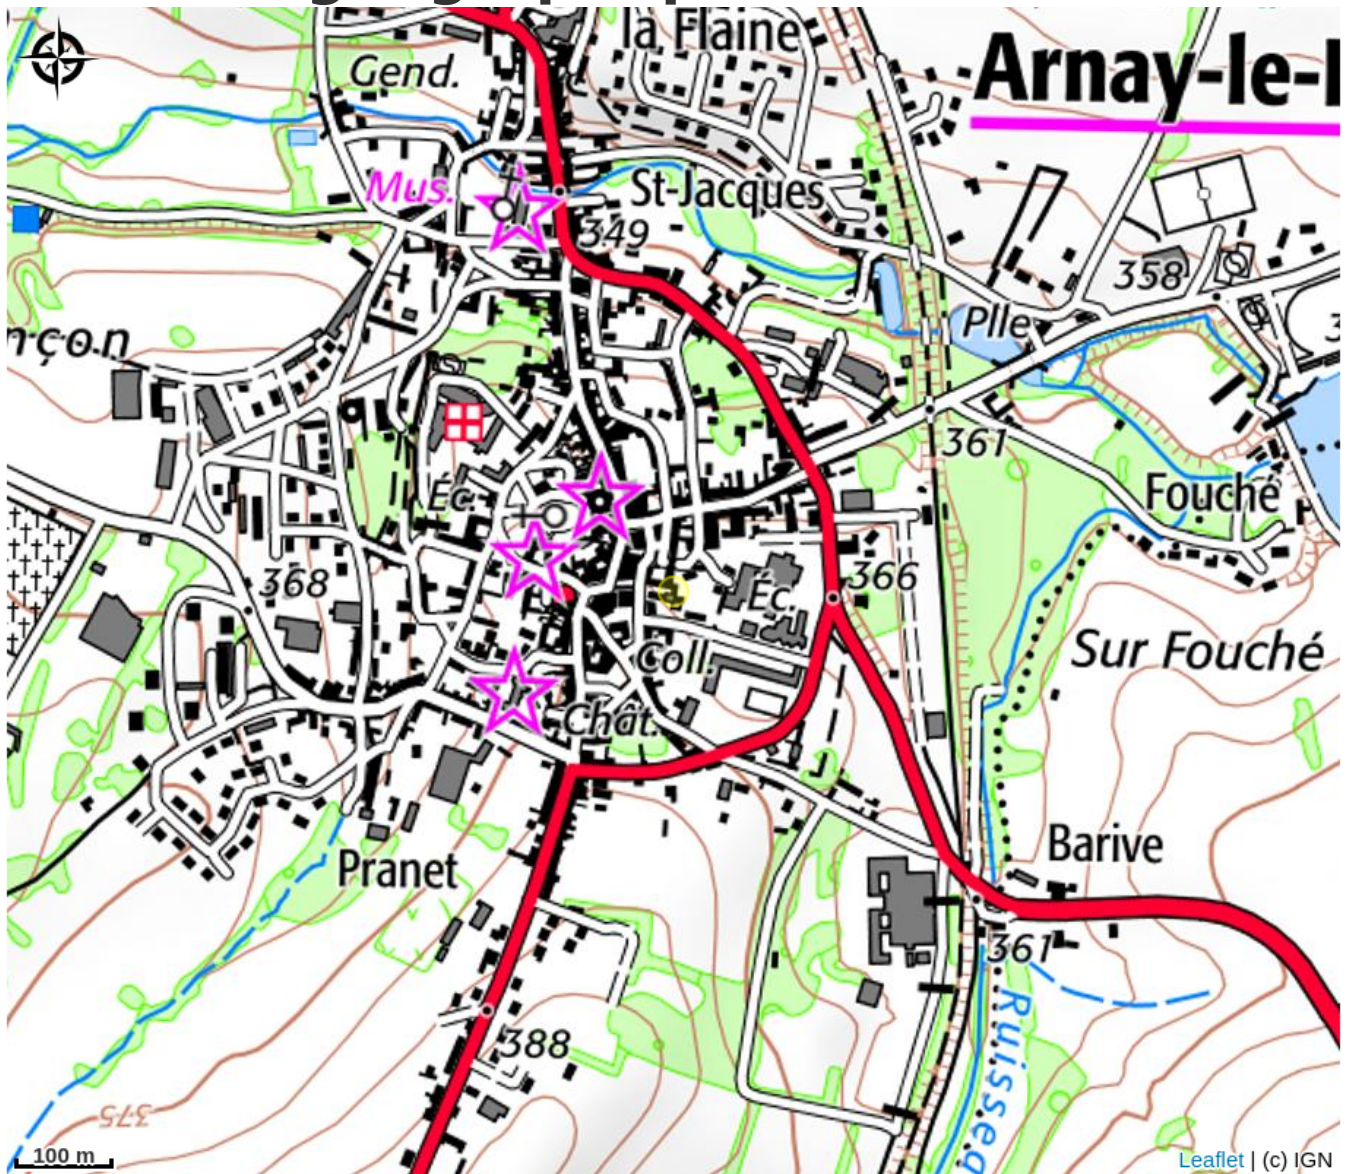 la Flaine
Gend.
Arnay-le-
Mus.
St-Jacques
349
358
Plle
nçon
361
Éc.
Fouché
368
366
Éc.
Sur Fouché
Coll.
Chât.
Barive
Pranet
361
388
Ruissea
375
100 m
Leaflet | (c) IGN